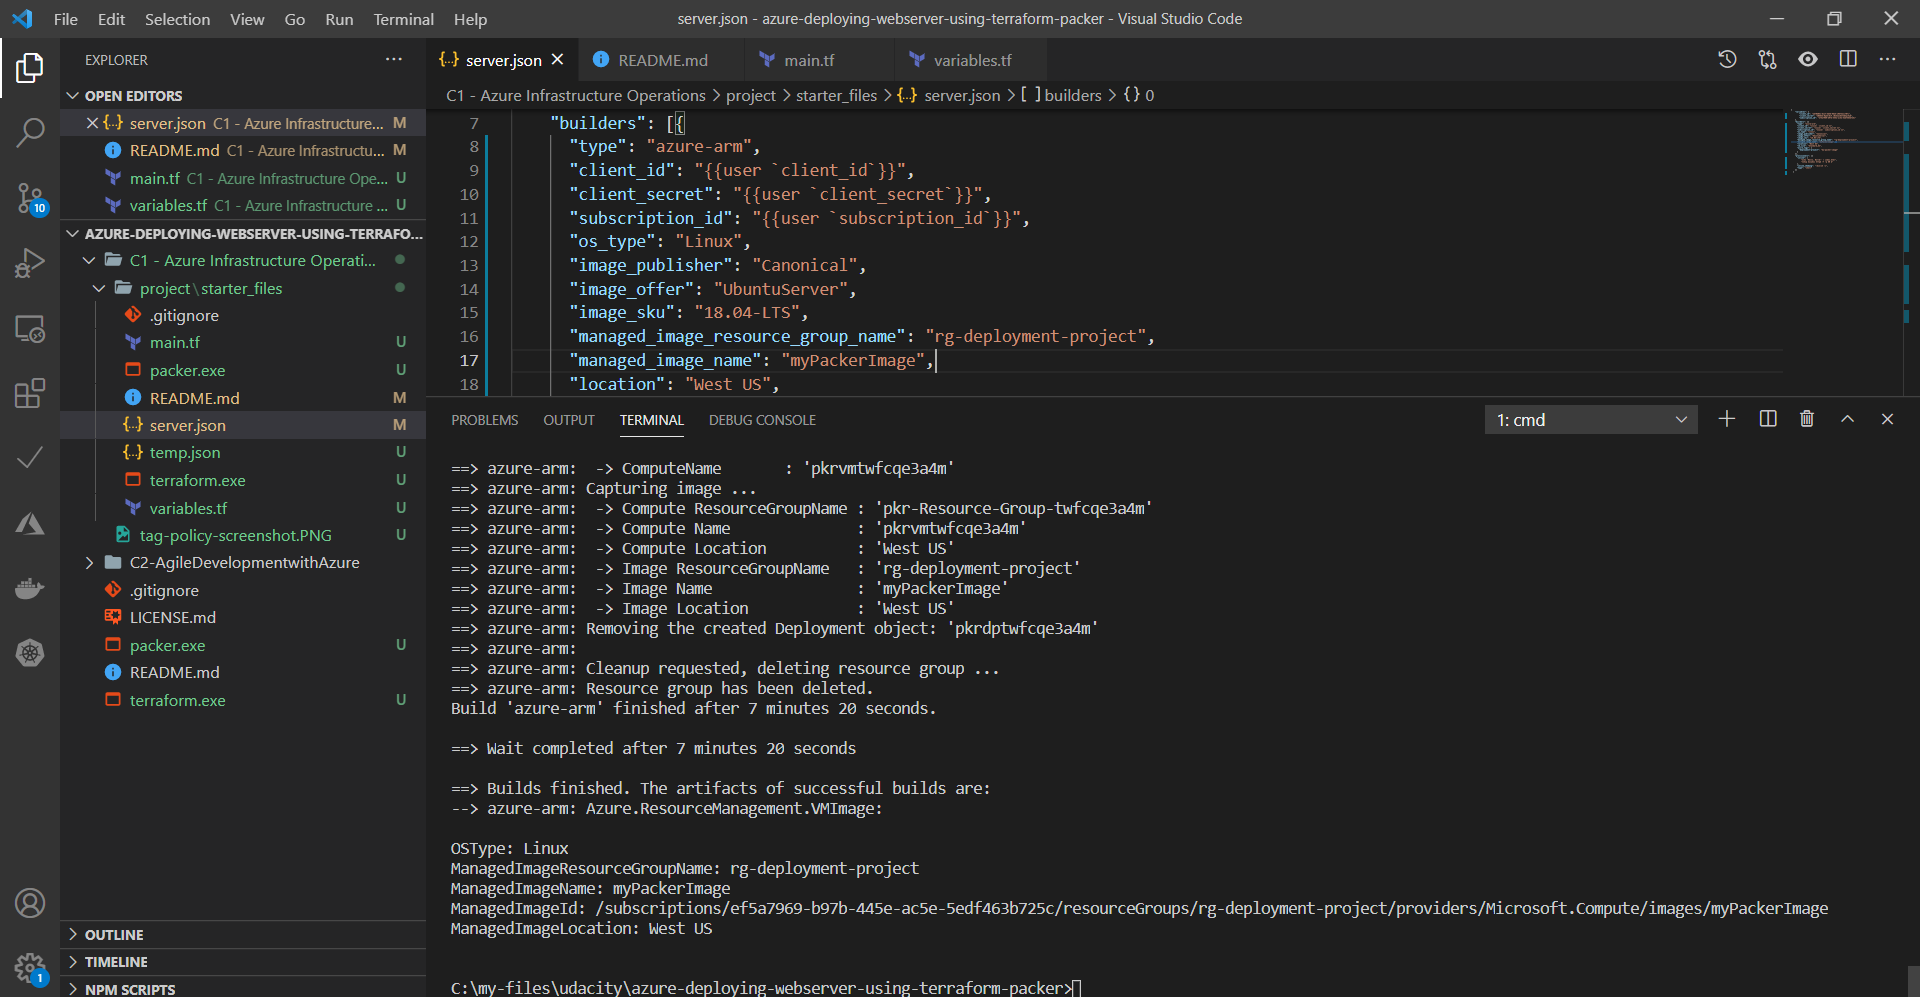 File Edit Selection View Go Run Terminal Help
server.json - azure-deploying-webserver-using-terraform-packer - Visual Studio Code
EXPLORER
OPEN EDITORS
server.json C1 - Azure Infrastructure... M
README.md C1 - Azure Infrastructu... M
main.tf C1 - Azure Infrastructure Ope... U
variables.tf C1 - Azure Infrastructure ... U
AZURE-DEPLOYING-WEBSERVER-USING-TERRAFO...
C1 - Azure Infrastructure Operati...
project\starter_files
.gitignore
main.tf U
packer.exe U
README.md M
server.json M
temp.json U
terraform.exe U
variables.tf U
tag-policy-screenshot.PNG U
C2-AgileDevelopmentwithAzure
.gitignore
LICENSE.md
packer.exe U
README.md
terraform.exe U
OUTLINE
TIMELINE
NPM SCRIPTS
10
1
server.json README.md main.tf variables.tf
C1 - Azure Infrastructure Operations > project > starter_files > {..} server.json > [ ] builders > {} 0
7 "builders": [{
8 "type": "azure-arm",
9 "client_id": "{{user `client_id`}}",
10 "client_secret": "{{user `client_secret`}}",
11 "subscription_id": "{{user `subscription_id`}}",
12 "os_type": "Linux",
13 "image_publisher": "Canonical",
14 "image_offer": "UbuntuServer",
15 "image_sku": "18.04-LTS",
16 "managed_image_resource_group_name": "rg-deployment-project",
17 "managed_image_name": "myPackerImage",
18 "location": "West US",
PROBLEMS OUTPUT TERMINAL DEBUG CONSOLE
1: cmd
==> azure-arm:  -> ComputeName       : 'pkrvmtwfcqe3a4m'
==> azure-arm: Capturing image ...
==> azure-arm:  -> Compute ResourceGroupName : 'pkr-Resource-Group-twfcqe3a4m'
==> azure-arm:  -> Compute Name              : 'pkrvmtwfcqe3a4m'
==> azure-arm:  -> Compute Location          : 'West US'
==> azure-arm:  -> Image ResourceGroupName   : 'rg-deployment-project'
==> azure-arm:  -> Image Name                : 'myPackerImage'
==> azure-arm:  -> Image Location            : 'West US'
==> azure-arm: Removing the created Deployment object: 'pkrdptwfcqe3a4m'
==> azure-arm:
==> azure-arm: Cleanup requested, deleting resource group ...
==> azure-arm: Resource group has been deleted.
Build 'azure-arm' finished after 7 minutes 20 seconds.
==> Wait completed after 7 minutes 20 seconds
==> Builds finished. The artifacts of successful builds are:
--> azure-arm: Azure.ResourceManagement.VMImage:
OSType: Linux
ManagedImageResourceGroupName: rg-deployment-project
ManagedImageName: myPackerImage
ManagedImageId: /subscriptions/ef5a7969-b97b-445e-ac5e-5edf463b725c/resourceGroups/rg-deployment-project/providers/Microsoft.Compute/images/myPackerImage
ManagedImageLocation: West US
C:\my-files\udacity\azure-deploying-webserver-using-terraform-packer>